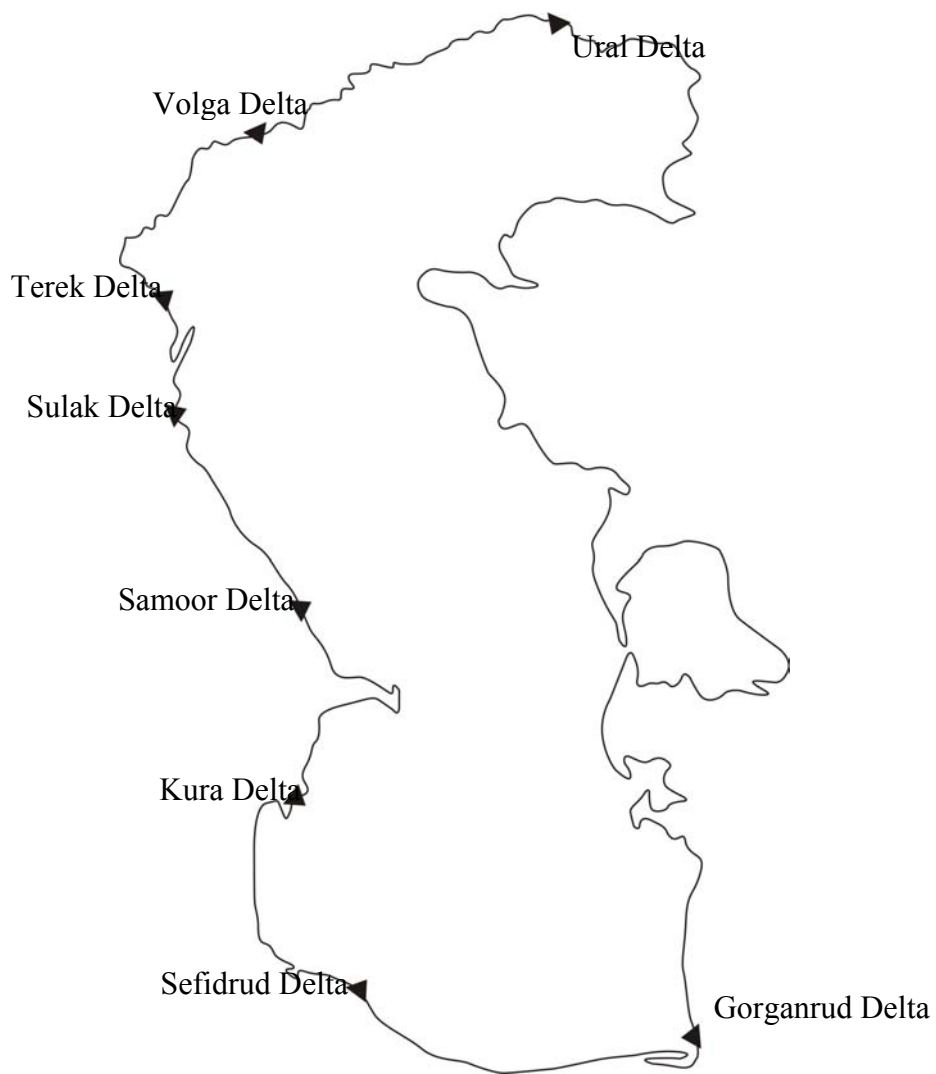 Ural Delta
Volga Delta
Terek Delta
Sulak Delta
Samoor Delta
Kura Delta
Sefidrud Delta
Gorganrud Delta